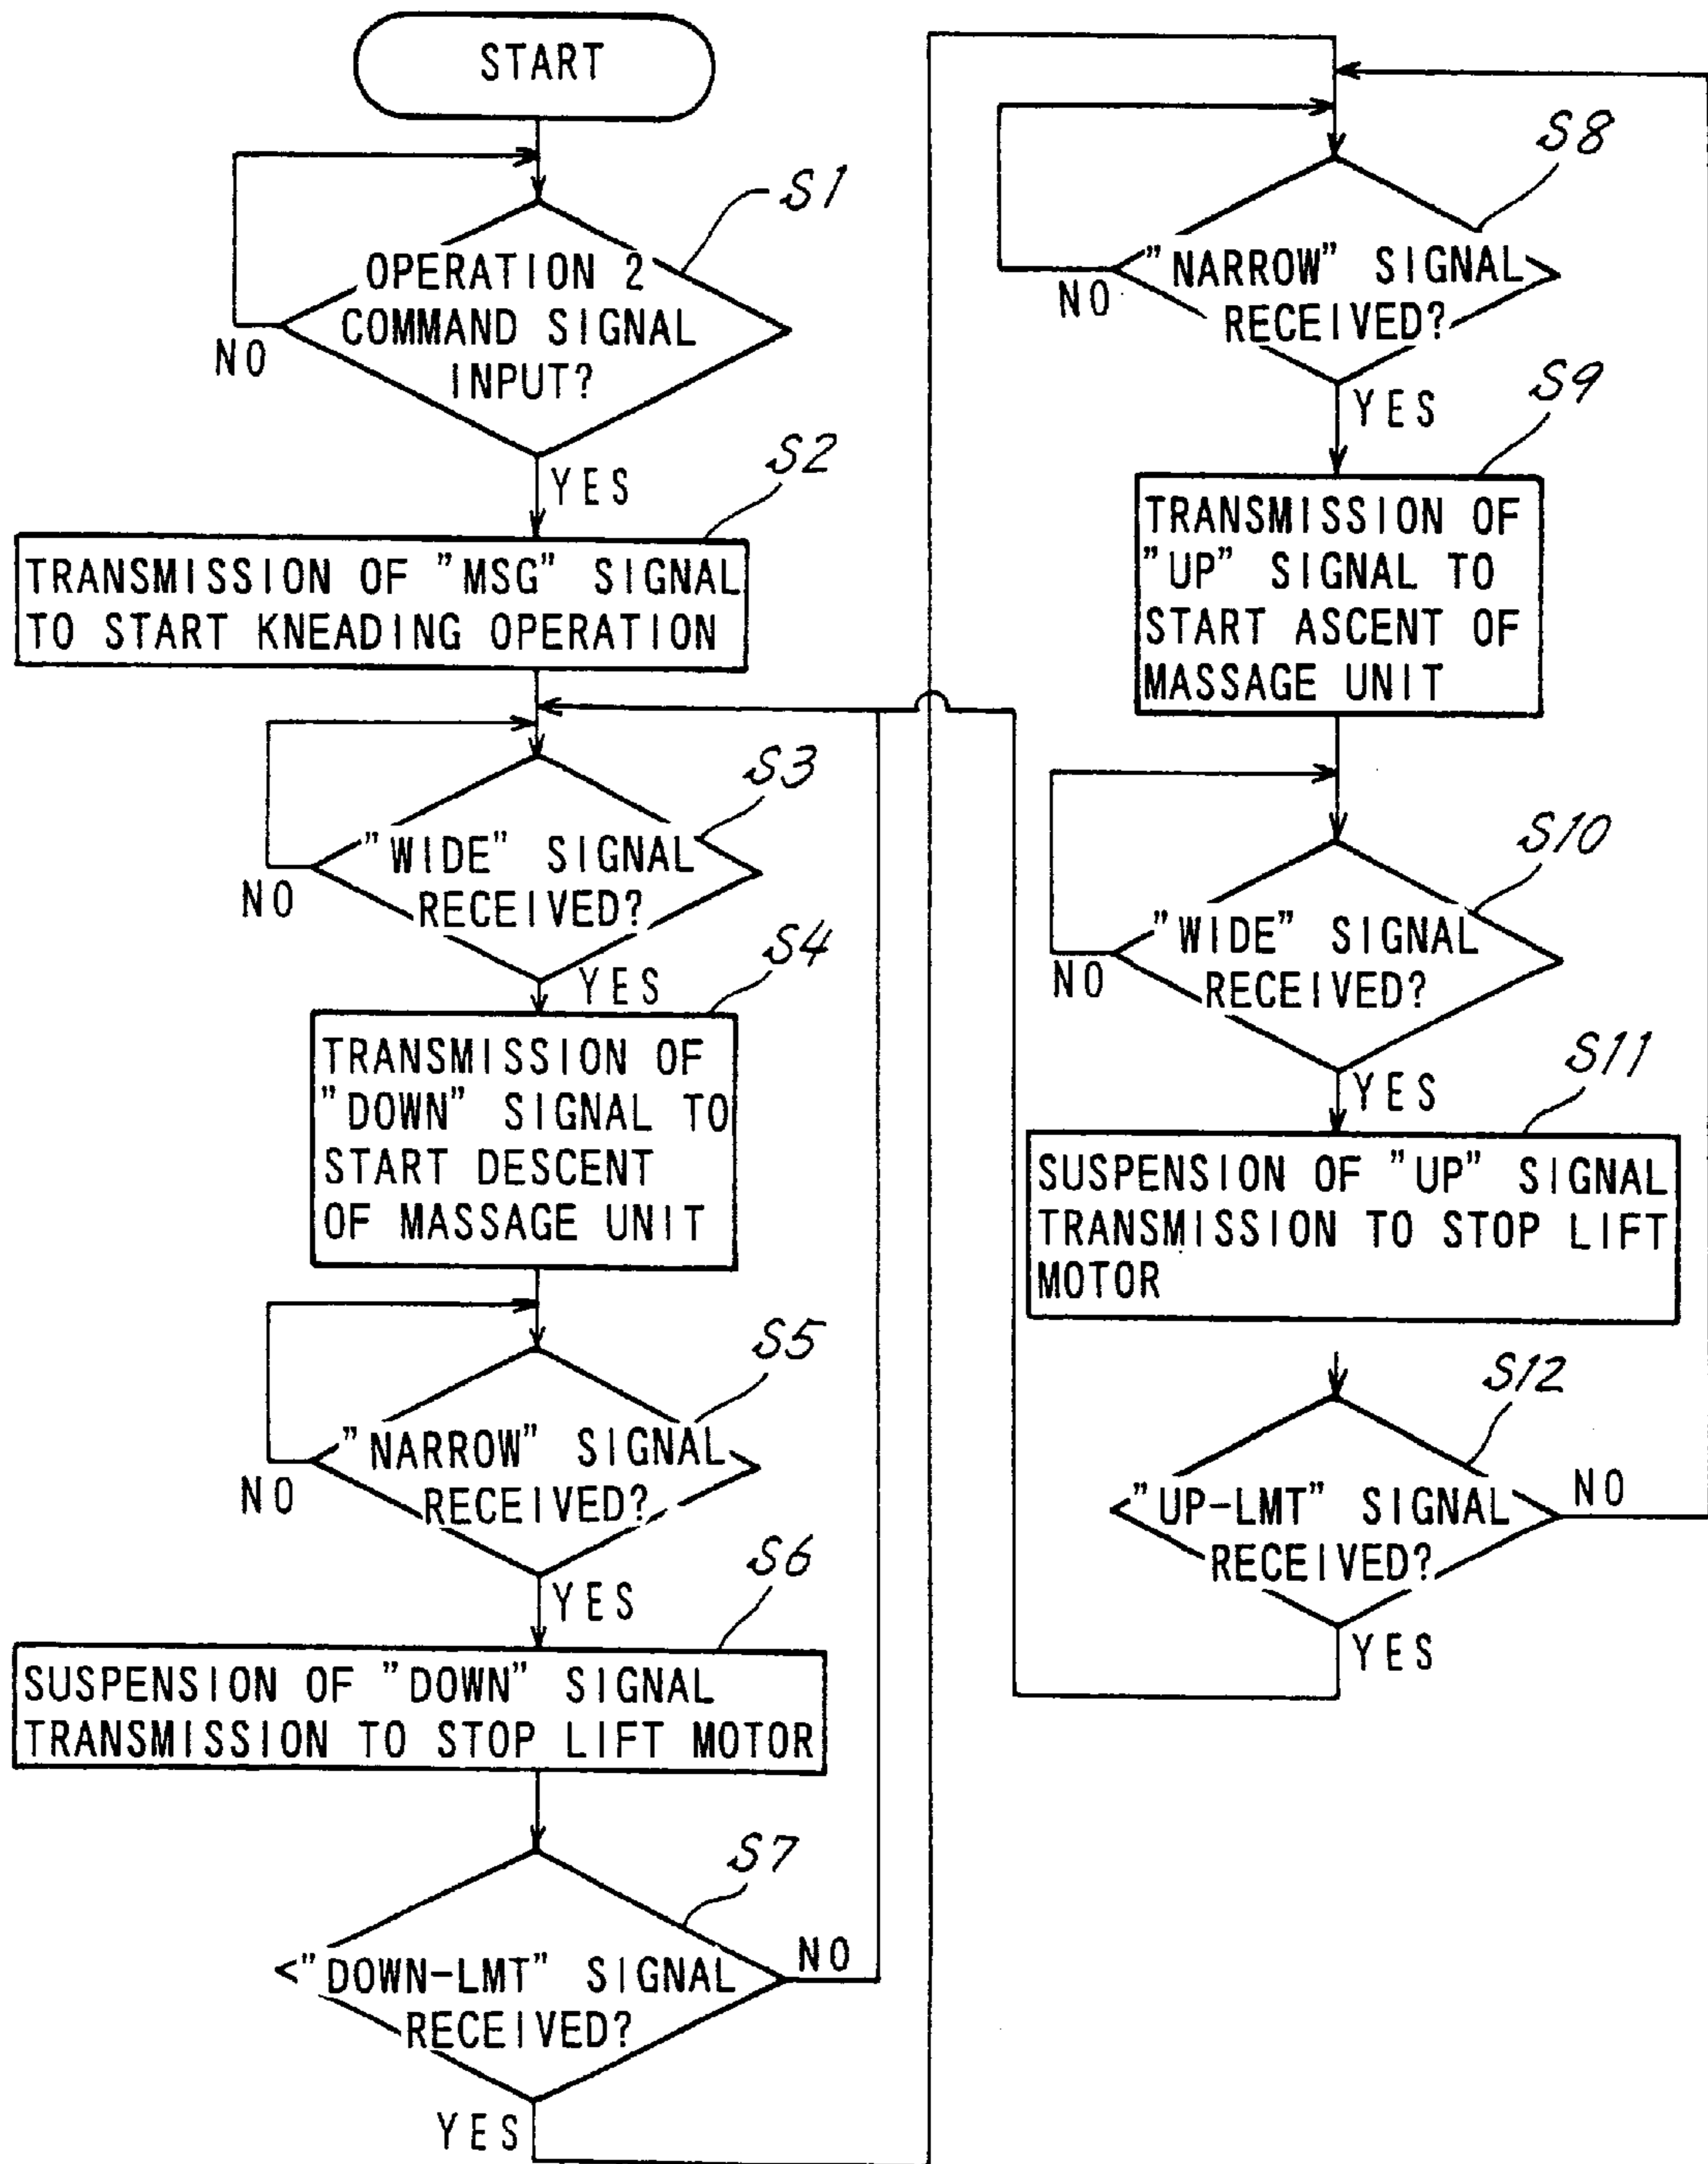 START
S1
OPERATION 2
COMMAND SIGNAL
INPUT?
NO
YES
S2
TRANSMISSION OF "MSG" SIGNAL
TO START KNEADING OPERATION
S3
"WIDE" SIGNAL
RECEIVED?
NO
YES
S4
TRANSMISSION OF
"DOWN" SIGNAL TO
START DESCENT
OF MASSAGE UNIT
S5
"NARROW" SIGNAL
RECEIVED?
NO
YES
S6
SUSPENSION OF "DOWN" SIGNAL
TRANSMISSION TO STOP LIFT MOTOR
S7
"DOWN-LMT" SIGNAL
RECEIVED?
NO
YES
S8
"NARROW" SIGNAL
RECEIVED?
NO
YES
S9
TRANSMISSION OF
"UP" SIGNAL TO
START ASCENT OF
MASSAGE UNIT
S10
"WIDE" SIGNAL
RECEIVED?
NO
YES
S11
SUSPENSION OF "UP" SIGNAL
TRANSMISSION TO STOP LIFT
MOTOR
S12
"UP-LMT" SIGNAL
RECEIVED?
NO
YES